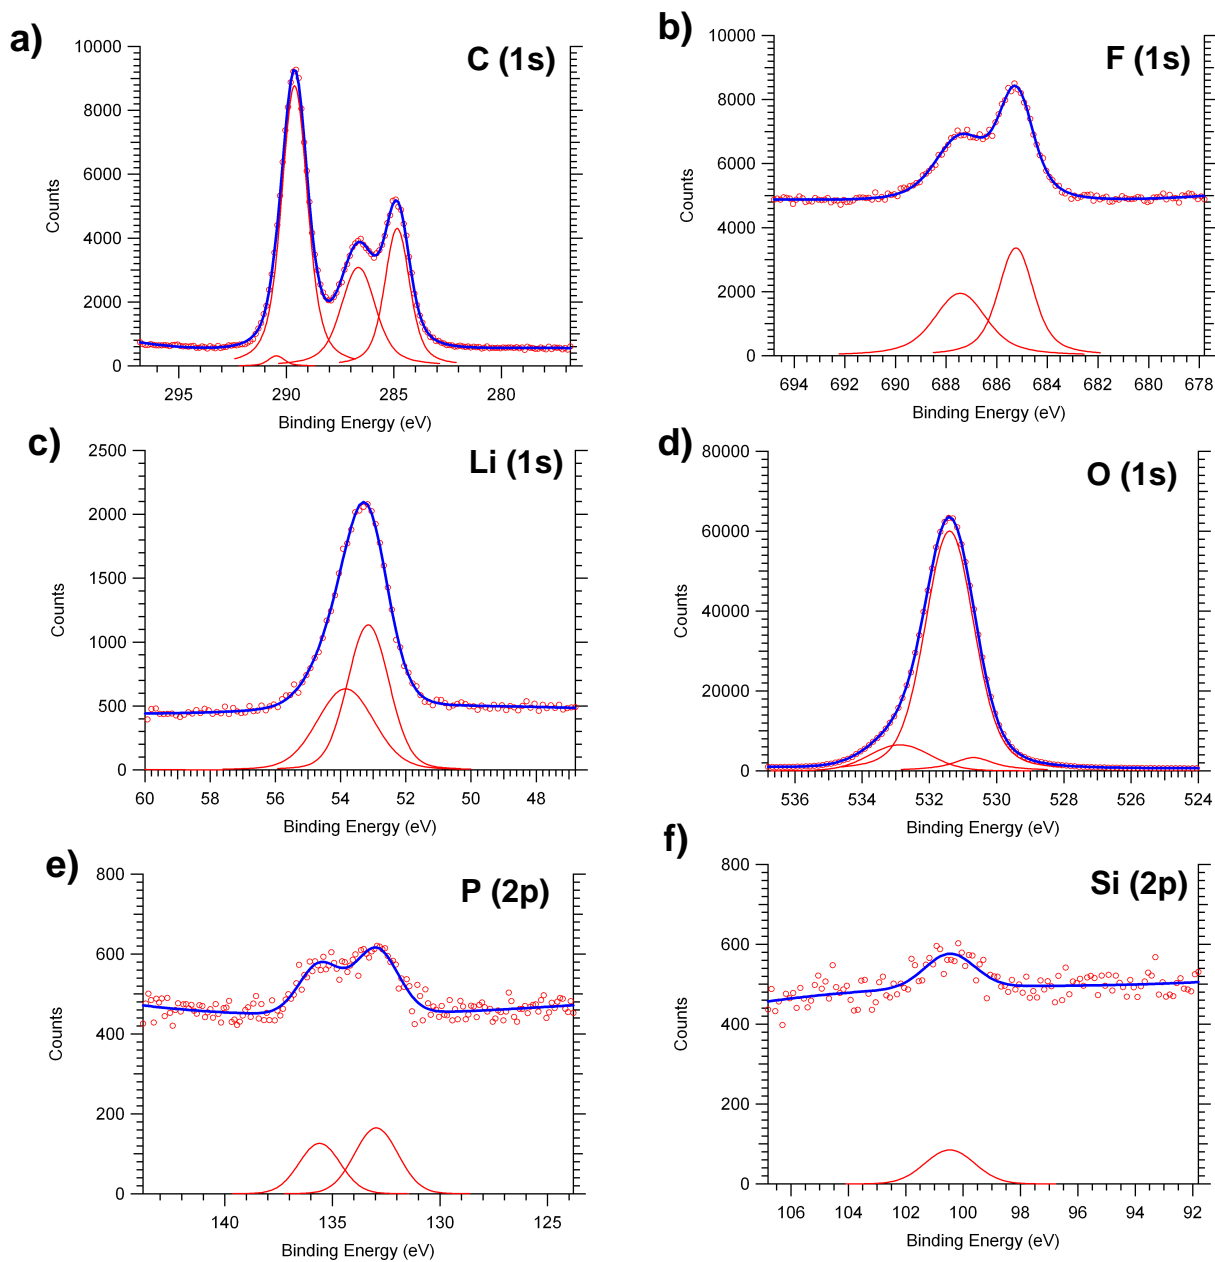 a)
C (1s)
10000
8000
6000
4000
2000
0
Counts
295 290 285 280
Binding Energy (eV)
b)
F (1s)
10000
8000
6000
4000
2000
0
Counts
694 692 690 688 686 684 682 680 678
Binding Energy (eV)
c)
Li (1s)
2500
2000
1500
1000
500
0
Counts
60 58 56 54 52 50 48
Binding Energy (eV)
d)
O (1s)
80000
60000
40000
20000
0
Counts
536 534 532 530 528 526 524
Binding Energy (eV)
e)
P (2p)
800
600
400
200
0
Counts
140 135 130 125
Binding Energy (eV)
f)
Si (2p)
800
600
400
200
0
Counts
106 104 102 100 98 96 94 92
Binding Energy (eV)